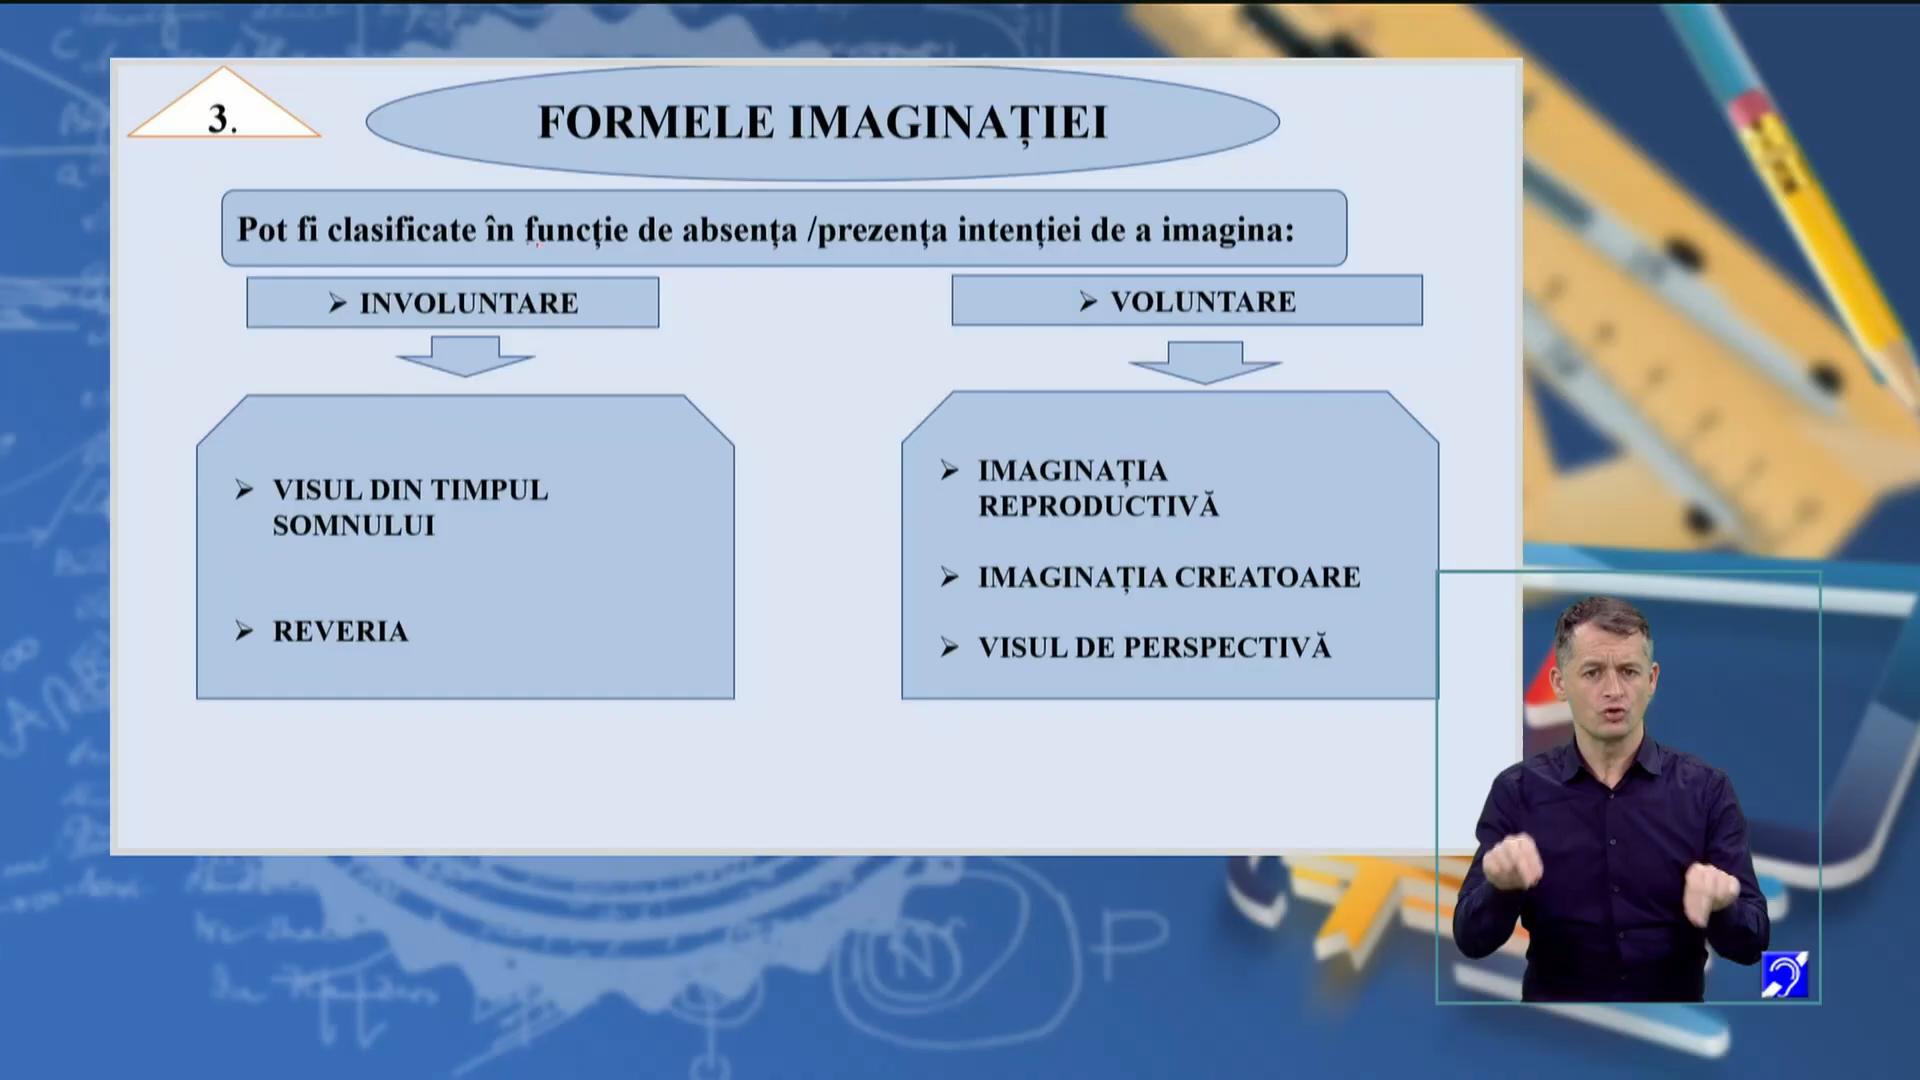 3.
FORMELE IMAGINAȚIEI
Pot fi clasificate în funcție de absența /prezența intenției de a imagina:
➢ INVOLUNTARE
➢ VOLUNTARE
➢ VISUL DIN TIMPUL
SOMNULUI
➢ REVERIA
➢ IMAGINAȚIA
REPRODUCTIVĂ
➢ IMAGINAȚIA CREATOARE
➢ VISUL DE PERSPECTIVĂ
N
P